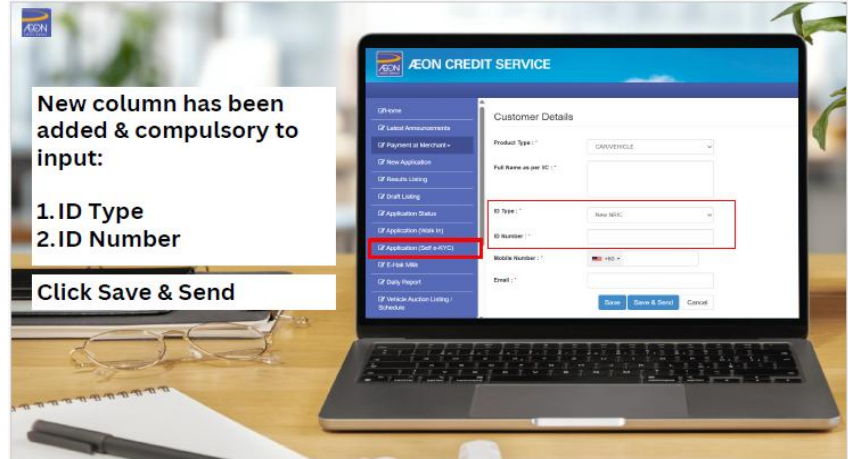 ÆON
New column has been
added & compulsory to
input:
1. ID Type
2. ID Number
Click Save & Send
ÆON
ÆON CREDIT SERVICE
Home
Latest Announcements
Payment at Merchant
New Application
Results Listing
Draft Listing
Application Status
Application (Walk In)
Application (Self e-KYC)
E-Hak Milik
Daily Report
Vehicle Auction Listing /
Schedule
Customer Details
Product Type : *
CAR/VEHICLE
Full Name as per IC : *
ID Type : *
New NRIC
ID Number : *
Mobile Number : *
+60
Email : *
Save
Save & Send
Cancel